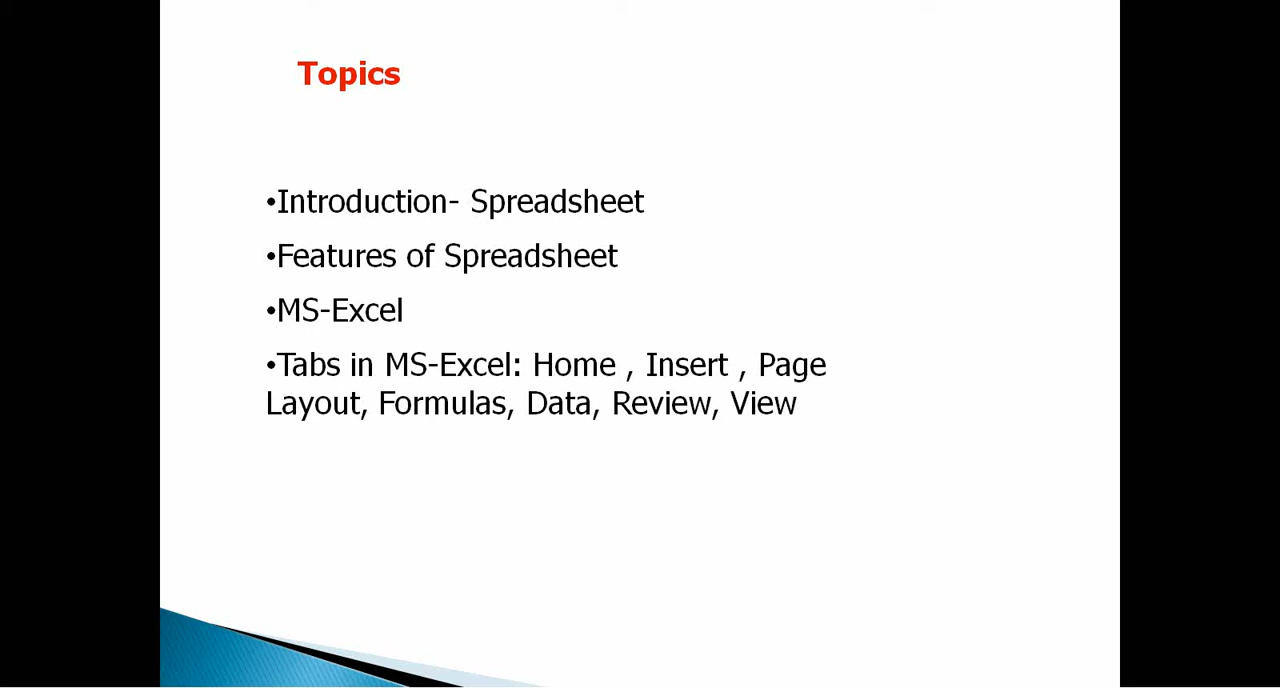 Topics
•Introduction- Spreadsheet
•Features of Spreadsheet
•MS-Excel
•Tabs in MS-Excel: Home , Insert , Page
Layout, Formulas, Data, Review, View